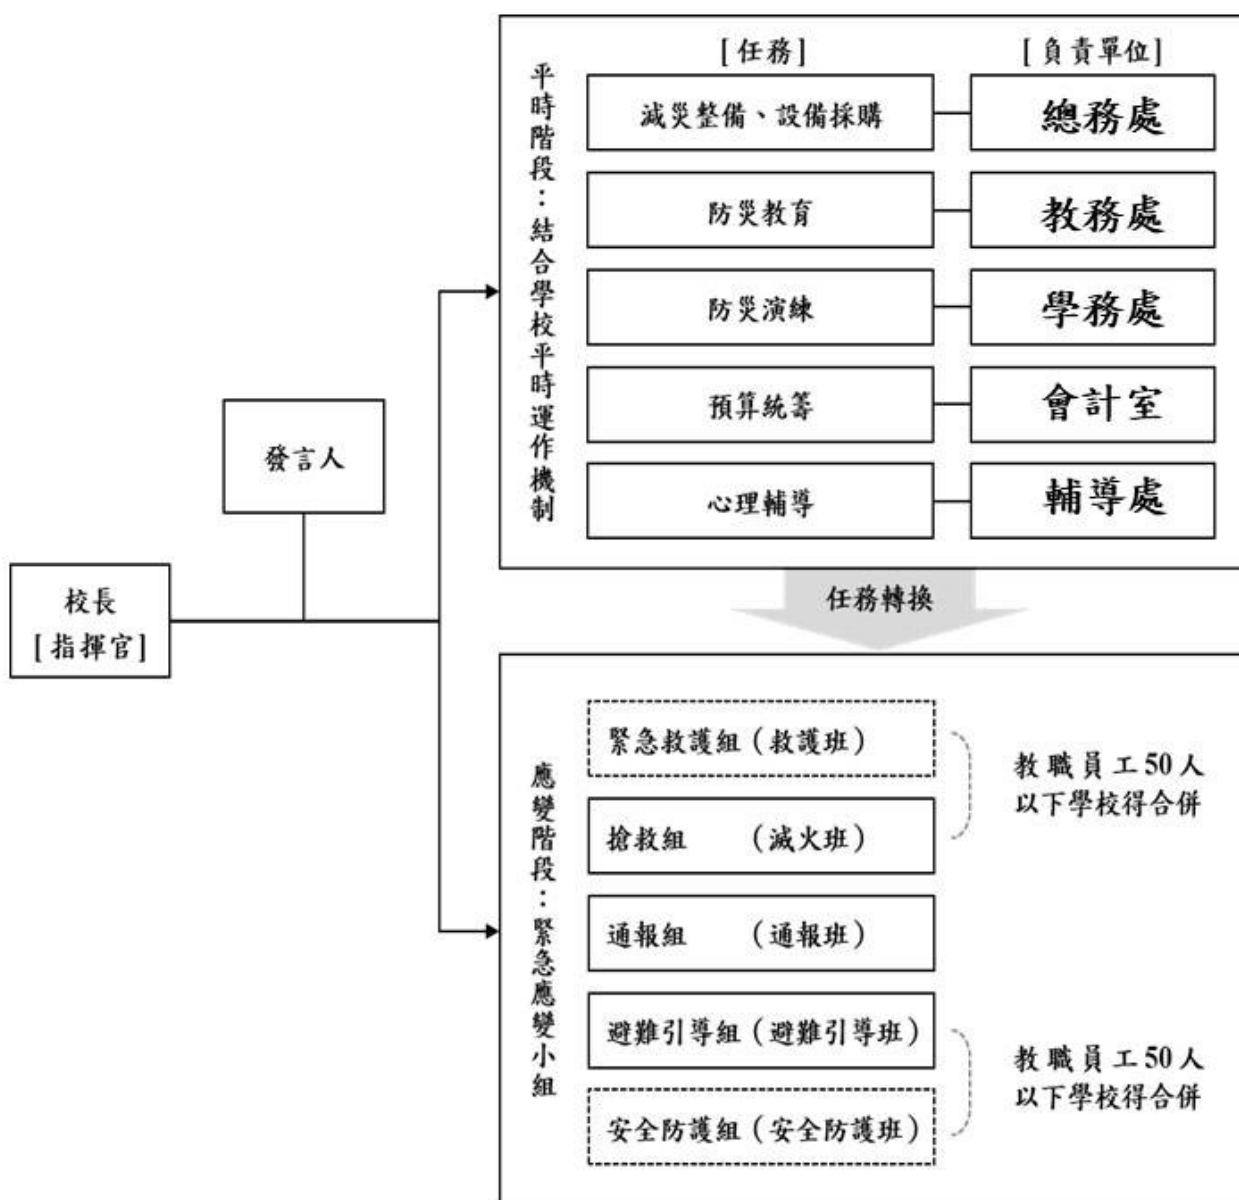 [任務]
[負責單位]
平時階段：結合學校平時運作機制
減災整備、設備採購
總務處
防災教育
教務處
防災演練
學務處
預算統籌
會計室
心理輔導
輔導處
發言人
校長
[指揮官]
任務轉換
應變階段：緊急應變小組
緊急救護組（救護班）
搶救組（滅火班）
教職員工50人
以下學校得合併
通報組（通報班）
避難引導組（避難引導班）
安全防護組（安全防護班）
教職員工50人
以下學校得合併